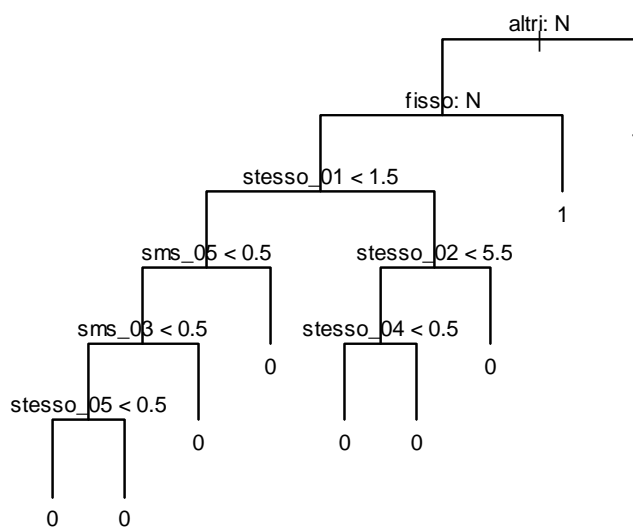 altri: N
fisso: N
stesso_01 < 1.5
1
sms_05 < 0.5
stesso_02 < 5.5
sms_03 < 0.5
0
stesso_04 < 0.5
0
stesso_05 < 0.5
0
0
0
0
0